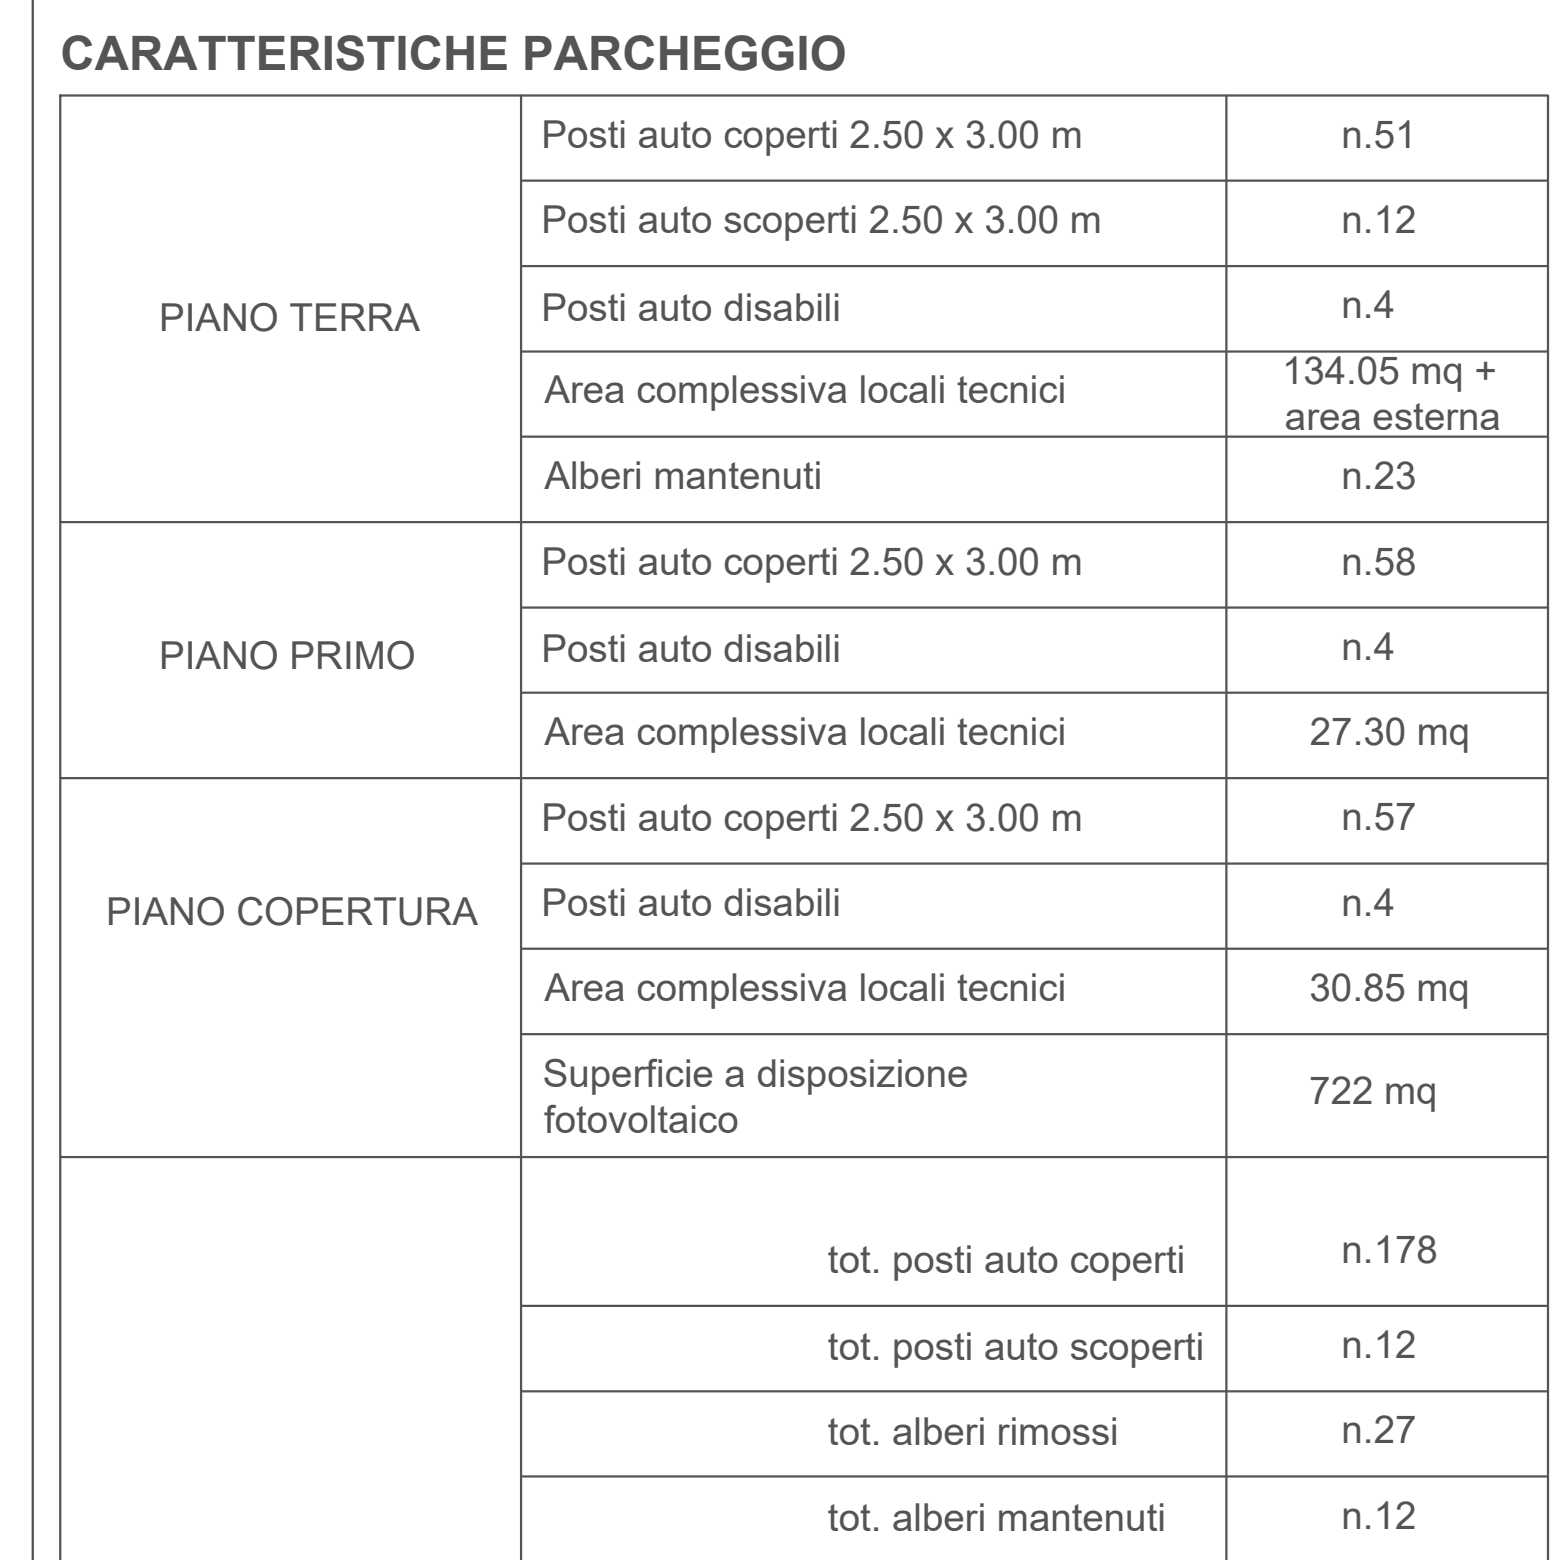 CARATTERISTICHE PARCHEGGIO
PIANO TERRA
Posti auto coperti 2.50 x 3.00 m n.51
Posti auto scoperti 2.50 x 3.00 m n.12
Posti auto disabili n.4
Area complessiva locali tecnici 134.05 mq +
area esterna
Alberi mantenuti n.23
PIANO PRIMO
Posti auto coperti 2.50 x 3.00 m n.58
Posti auto disabili n.4
Area complessiva locali tecnici 27.30 mq
PIANO COPERTURA
Posti auto coperti 2.50 x 3.00 m n.57
Posti auto disabili n.4
Area complessiva locali tecnici 30.85 mq
Superficie a disposizione
fotovoltaico 722 mq
tot. posti auto coperti n.178
tot. posti auto scoperti n.12
tot. alberi rimossi n.27
tot. alberi mantenuti n.12